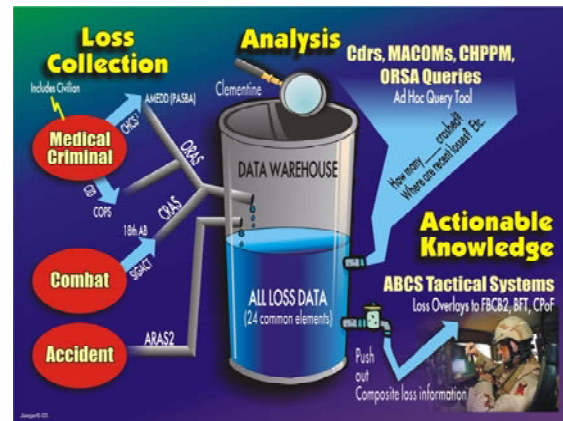 Loss
Collection
Includes Civilian
Medical
Criminal
CHCS
AMEDD (PASBA)
ORAS
CID
COPS
18th AB
CRAS
SIGACT
Combat
Accident
ARAS2
Analysis
Clementine
DATA WAREHOUSE
ALL LOSS DATA
(24 common elements)
Cdrs, MACOMs, CHPPM,
ORSA Queries
Ad Hoc Query Tool
How many ____ crashed?
Where are recent losses? Etc.
Actionable
Knowledge
ABCS Tactical Systems
Loss Overlays to FBCB2, BFT, CPoF
Push
out
Composite loss information